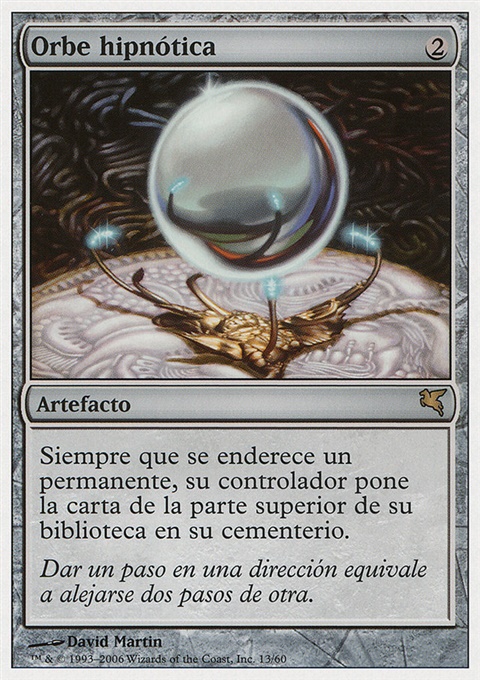 Orbe hipnótica
2
Artefacto
Siempre que se enderece un
permanente, su controlador pone
la carta de la parte superior de su
biblioteca en su cementerio.
Dar un paso en una dirección equivale
a alejarse dos pasos de otra.
David Martin
™ & © 1993–2006 Wizards of the Coast, Inc. 13/60